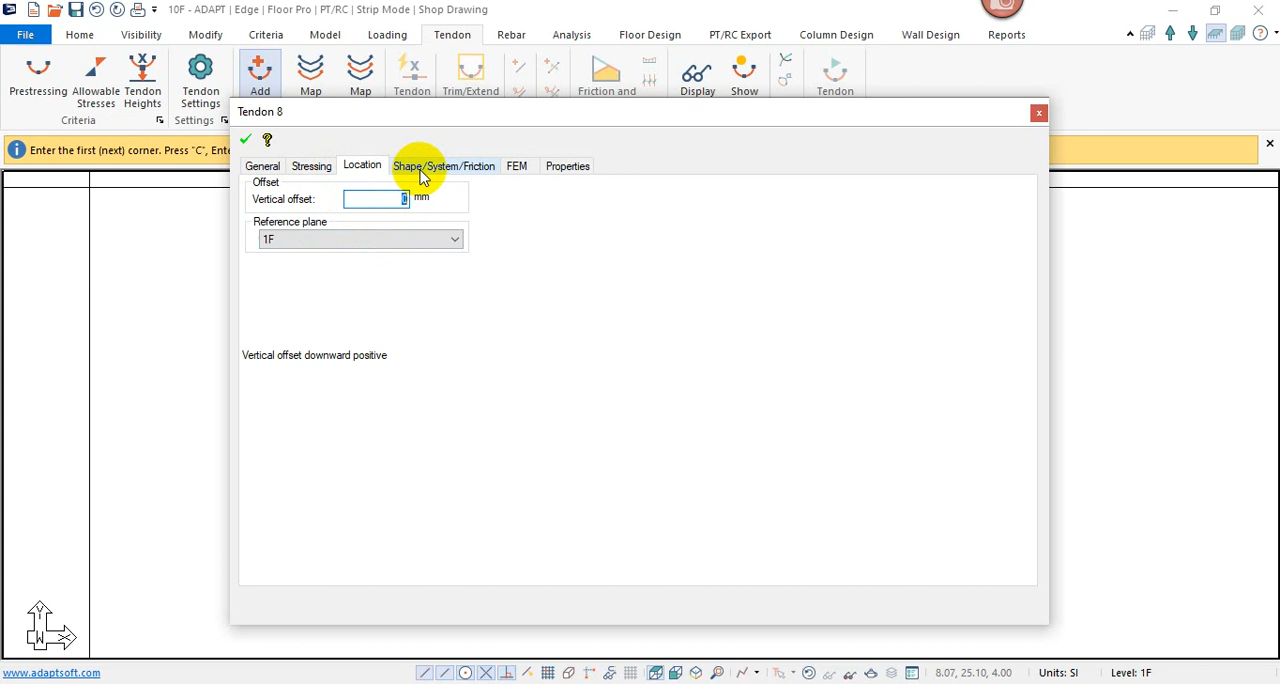 10F - ADAPT | Edge | Floor Pro | PT/RC | Strip Mode | Shop Drawing
File Home Visibility Modify Criteria Model Loading Tendon Rebar Analysis Floor Design PT/RC Export Column Design Wall Design Reports
Prestressing Allowable Stresses Tendon Heights Tendon Settings Add Map Map Tendon Trim/Extend Friction and Display Show Tendon
Criteria Settings
Tendon 8
Enter the first (next) corner. Press "C", Ente
General Stressing Location Shape/System/Friction FEM Properties
Offset
Vertical offset: 0 mm
Reference plane
1F
Vertical offset downward positive
Y
W X
www.adaptsoft.com 8.07, 25.10, 4.00 Units: SI Level: 1F